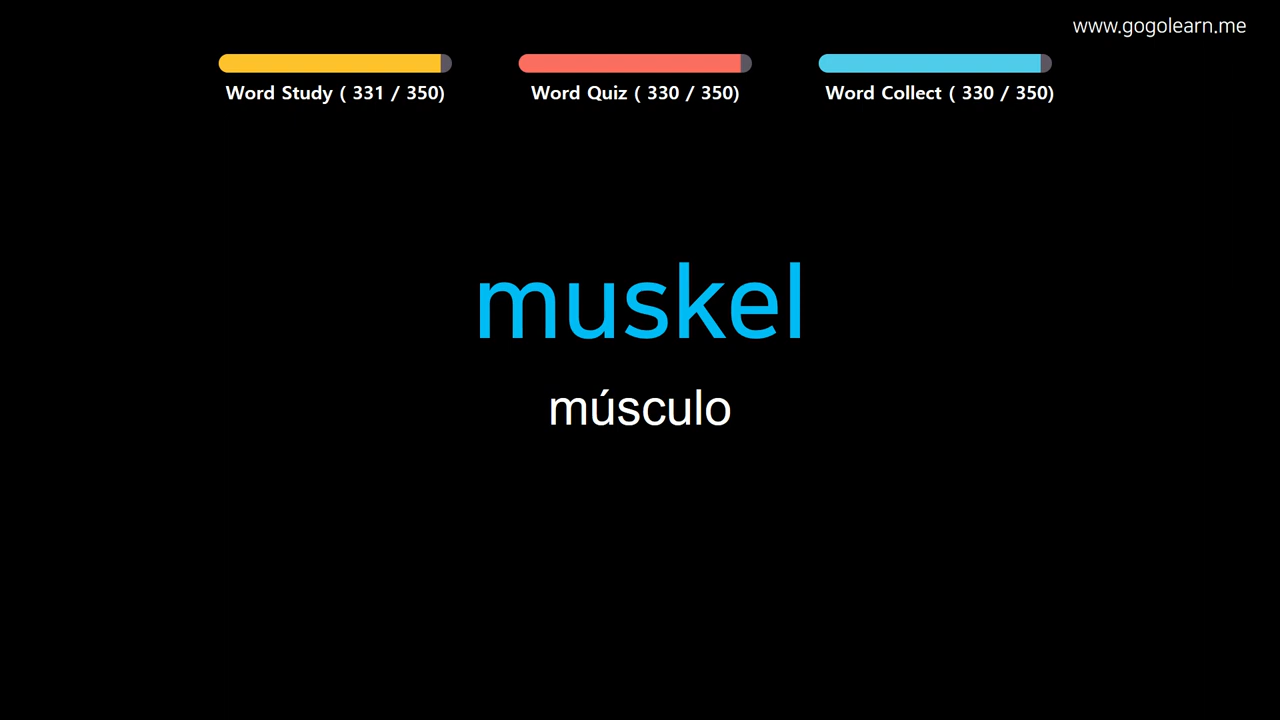 www.gogolearn.me
Word Study ( 331 / 350)
Word Quiz ( 330 / 350)
Word Collect ( 330 / 350)
muskel
músculo